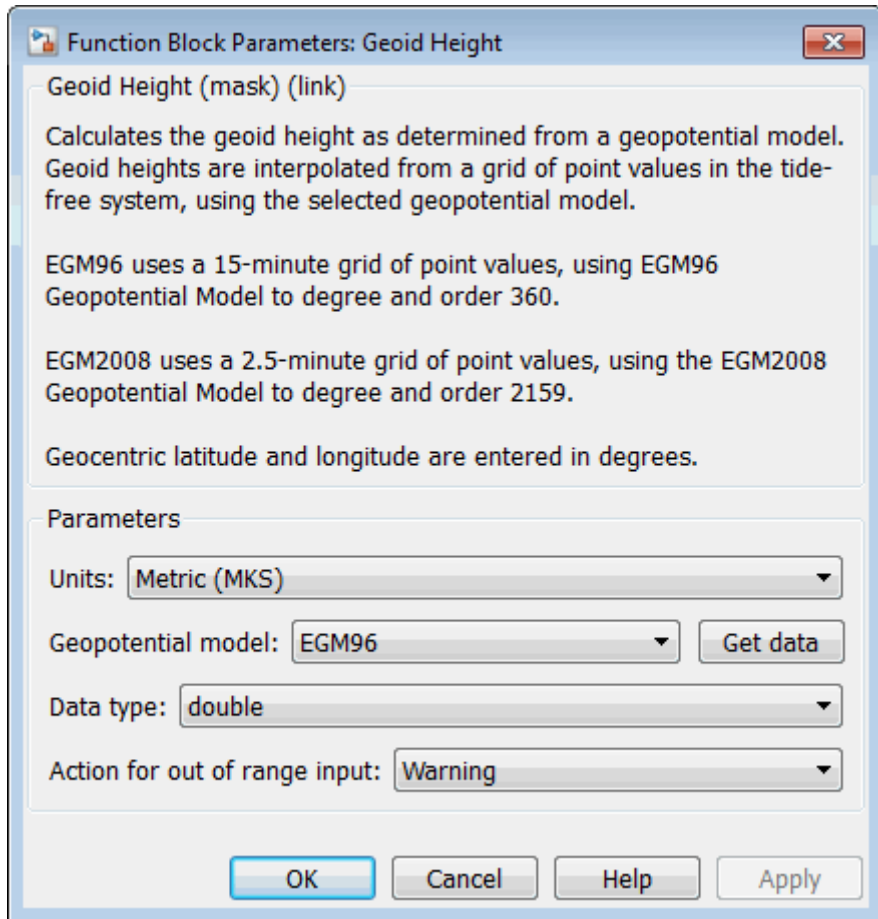 Function Block Parameters: Geoid Height
Geoid Height (mask) (link)
Calculates the geoid height as determined from a geopotential model.
Geoid heights are interpolated from a grid of point values in the tide-
free system, using the selected geopotential model.
EGM96 uses a 15-minute grid of point values, using EGM96
Geopotential Model to degree and order 360.
EGM2008 uses a 2.5-minute grid of point values, using the EGM2008
Geopotential Model to degree and order 2159.
Geocentric latitude and longitude are entered in degrees.
Parameters
Units: Metric (MKS)
Geopotential model: EGM96 Get data
Data type: double
Action for out of range input: Warning
OK Cancel Help Apply